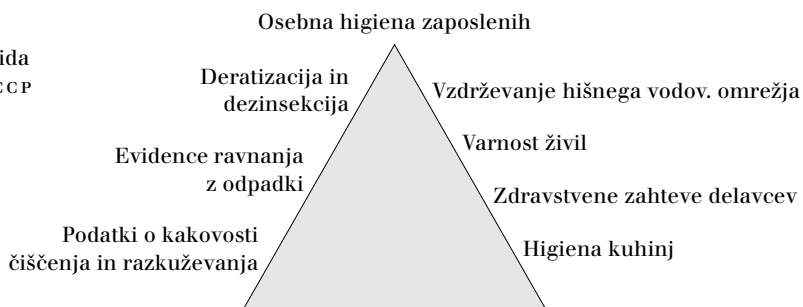 Osebna higiena zaposlenih
Deratizacija in
dezinsekcija
Evidence ravnanja
z odpadki
Podatki o kakovosti
čiščenja in razkuževanja
Vzdrževanje hišnega vodov. omrežja
Varnost živil
Zdravstvene zahteve delavcev
Higiena kuhinj